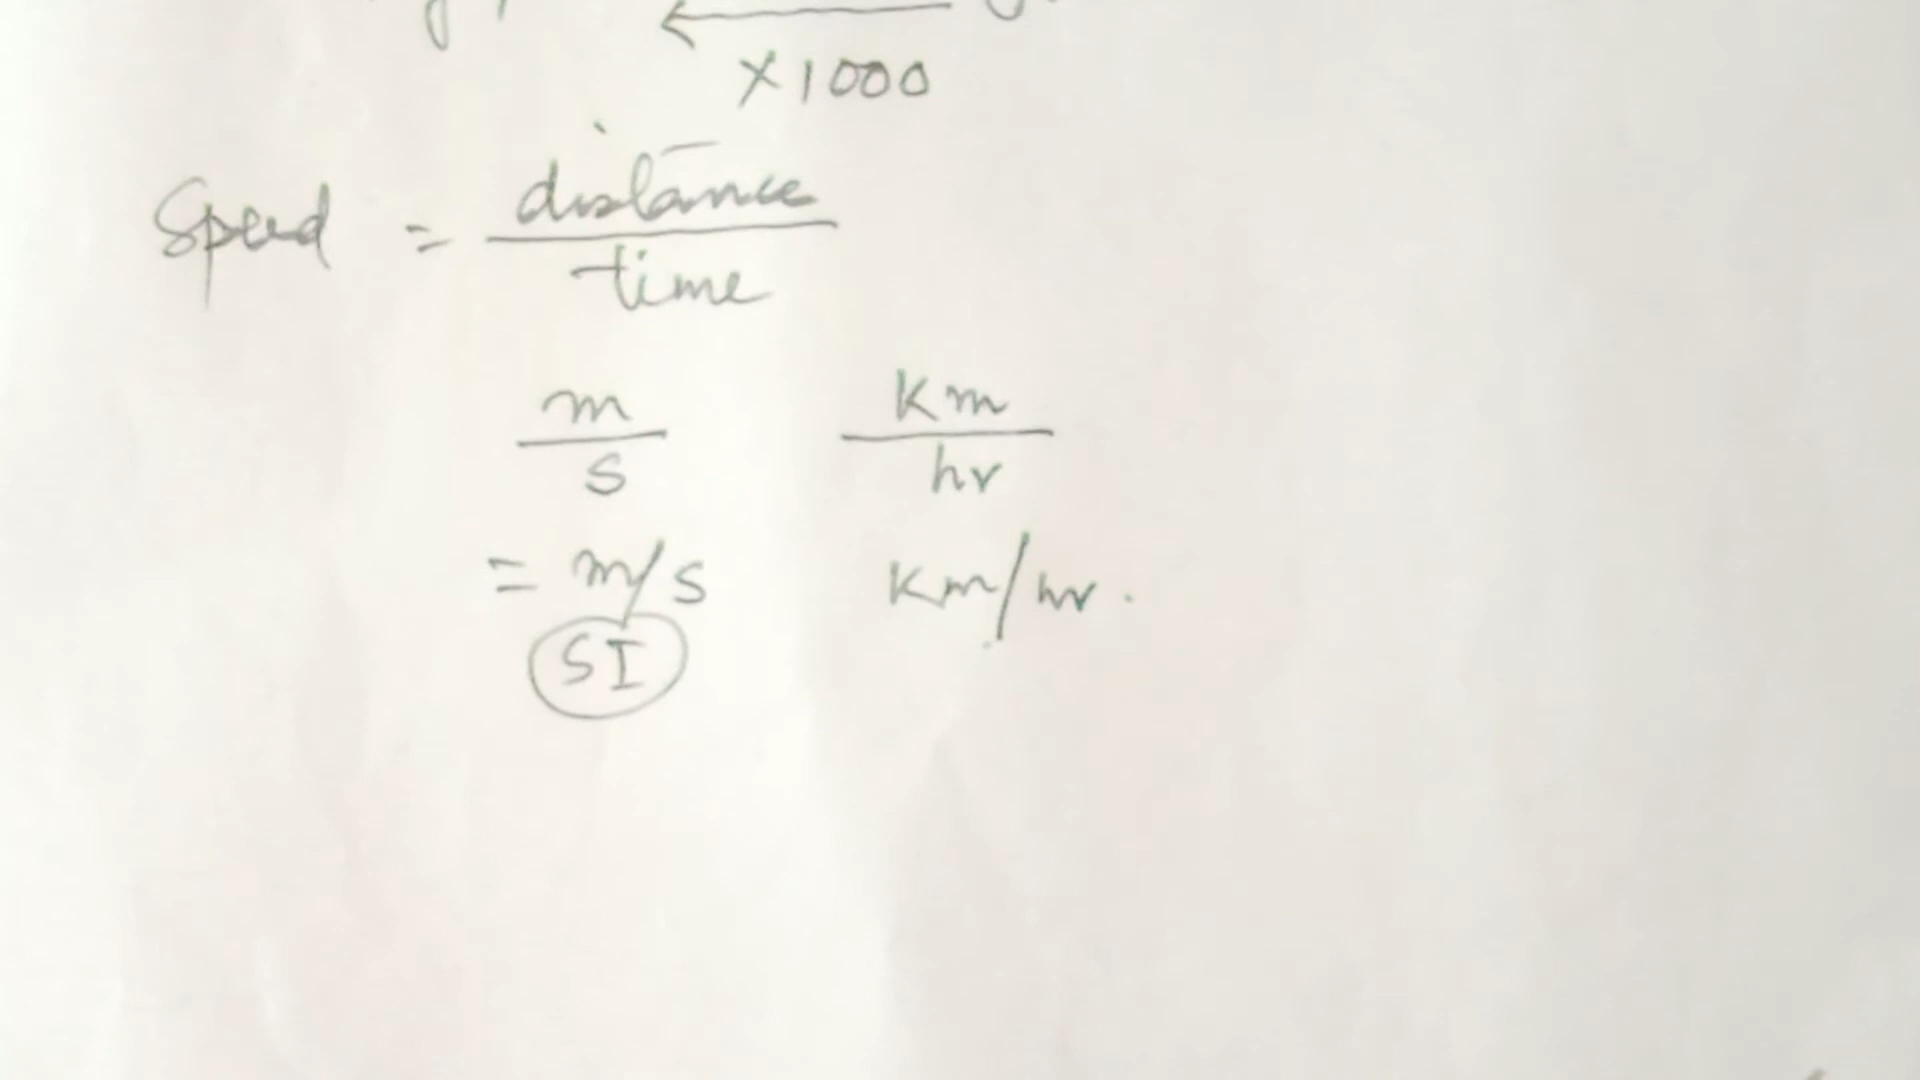 ×1000
Speed = distance
time
m km
s hr
= m/s km/hr.
SI